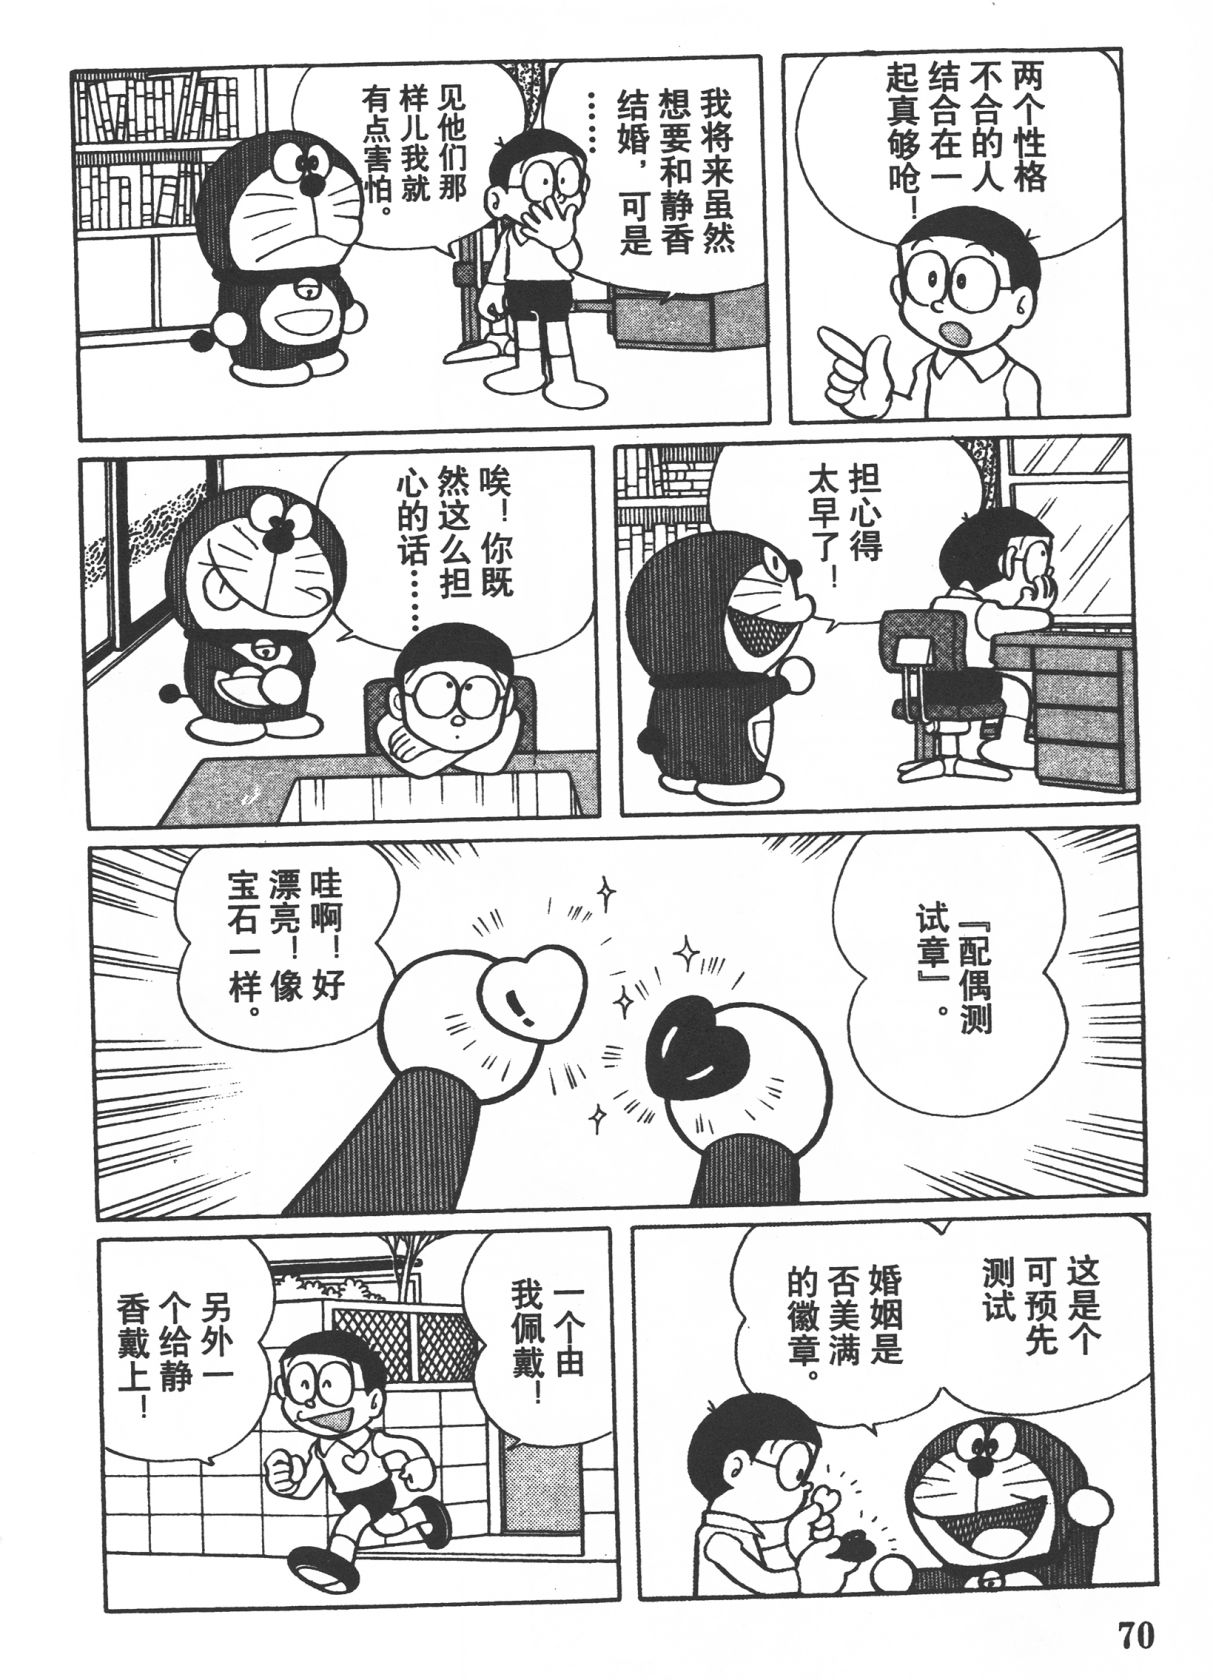 两个性格
不合的人
结合在一
起真够呛！
我将来虽然
想要和静香
结婚，可是
……
见他们那
样儿我就
有点害怕。
担心得
太早了！
唉！你既
然这么担
心的话……
『配偶测
试章』。
哇啊！好
漂亮！像
宝石一样。
这是个
可预先
测试
婚姻是
否美满
的徽章。
一个由
我佩戴！
另外一
个给静
香戴上！
70